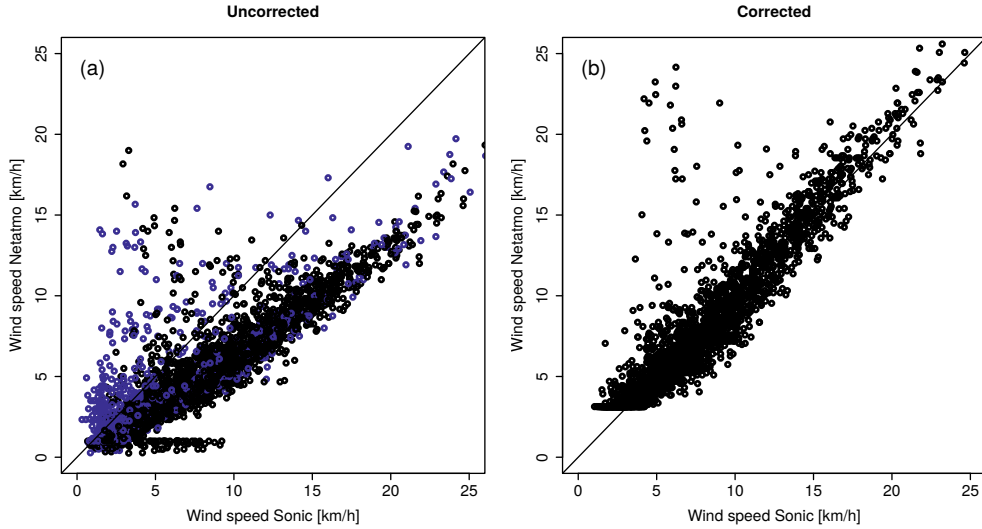 Uncorrected
(a)
Wind speed Netatmo [km/h]
0
5
10
15
20
25
0 5 10 15 20 25
Wind speed Sonic [km/h]
Corrected
(b)
Wind speed Netatmo [km/h]
0
5
10
15
20
25
0 5 10 15 20 25
Wind speed Sonic [km/h]